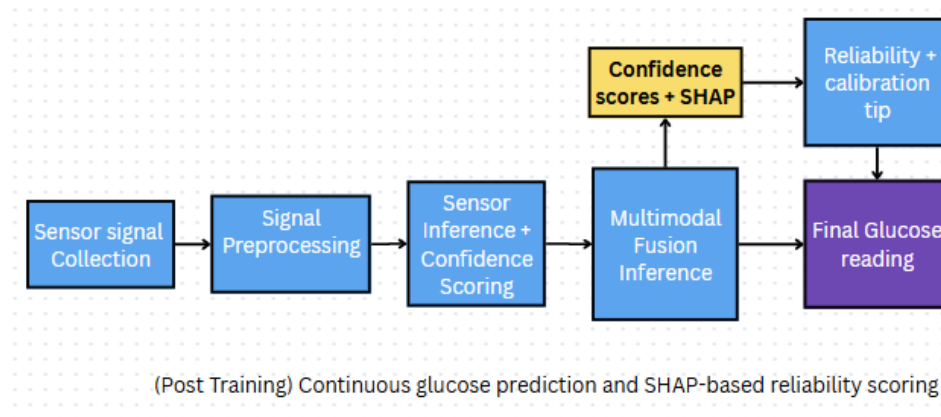 Confidence
scores + SHAP
Reliability +
calibration
tip
Sensor signal
Collection
Signal
Preprocessing
Sensor
Inference +
Confidence
Scoring
Multimodal
Fusion
Inference
Final Glucose
reading
(Post Training) Continuous glucose prediction and SHAP-based reliability scoring